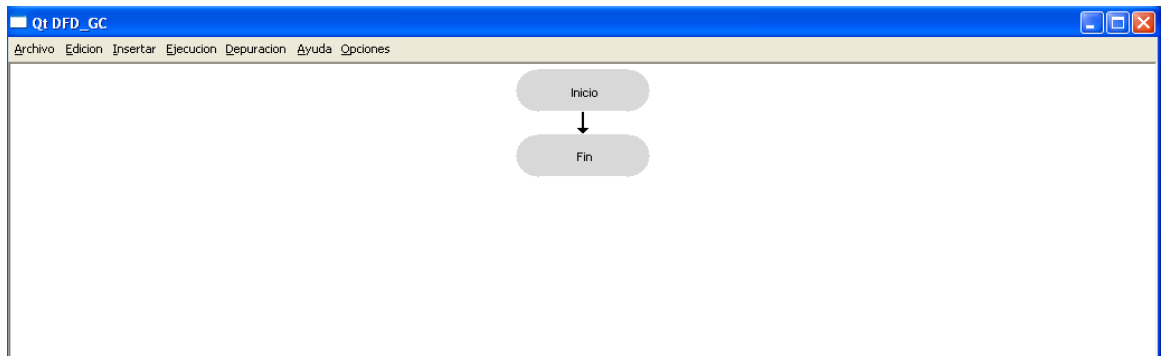 Qt DFD_GC
Archivo Edicion Insertar Ejecucion Depuracion Ayuda Opciones
Inicio
Fin